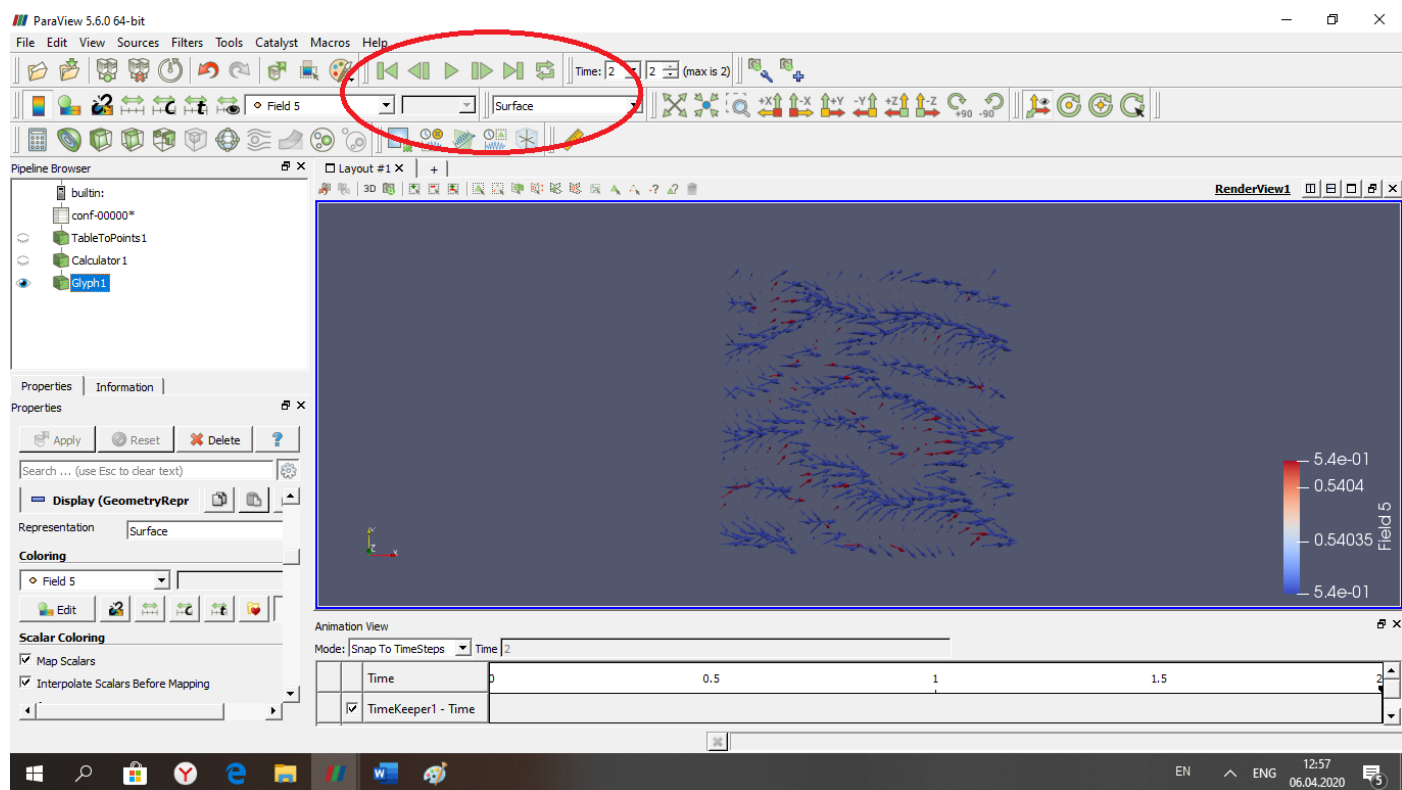 ParaView 5.6.0 64-bit
File Edit View Sources Filters Tools Catalyst Macros Help
Time: 2 2 (max is 2)
Field 5 Surface +X -X +Y -Y +Z -Z +90 -90
Pipeline Browser
Layout #1 X +
3D
RenderView1
builtin:
conf-00000*
TableToPoints1
Calculator1
Glyph1
Properties Information
Properties
Apply Reset Delete ?
Search ... (use Esc to clear text)
Display (GeometryRepr
Representation Surface
Coloring
Field 5
Edit
Scalar Coloring
Map Scalars
Interpolate Scalars Before Mapping
Y
Z X
5.4e-01
0.5404
0.54035
5.4e-01
Field 5
Animation View
Mode: Snap To TimeSteps Time 2
Time 0 0.5 1 1.5 2
TimeKeeper1 - Time
EN ENG 12:57
06.04.2020 5